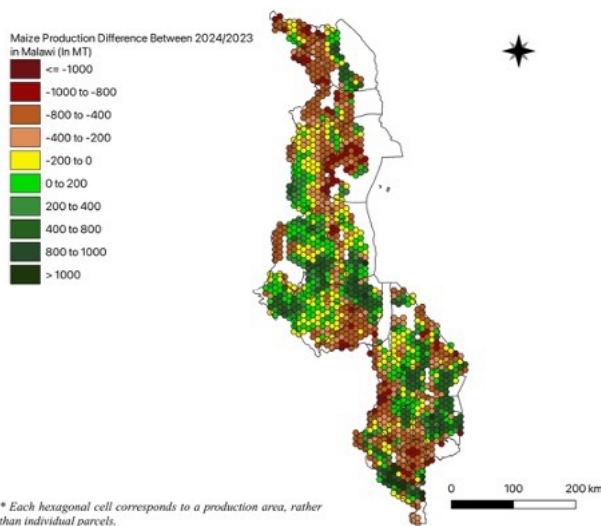 Maize Production Difference Between 2024/2023
in Malawi (In MT)
<= -1000
-1000 to -800
-800 to -400
-400 to -200
-200 to 0
0 to 200
200 to 400
400 to 800
800 to 1000
> 1000
* Each hexagonal cell corresponds to a production area, rather
than individual parcels.
0 100 200 km